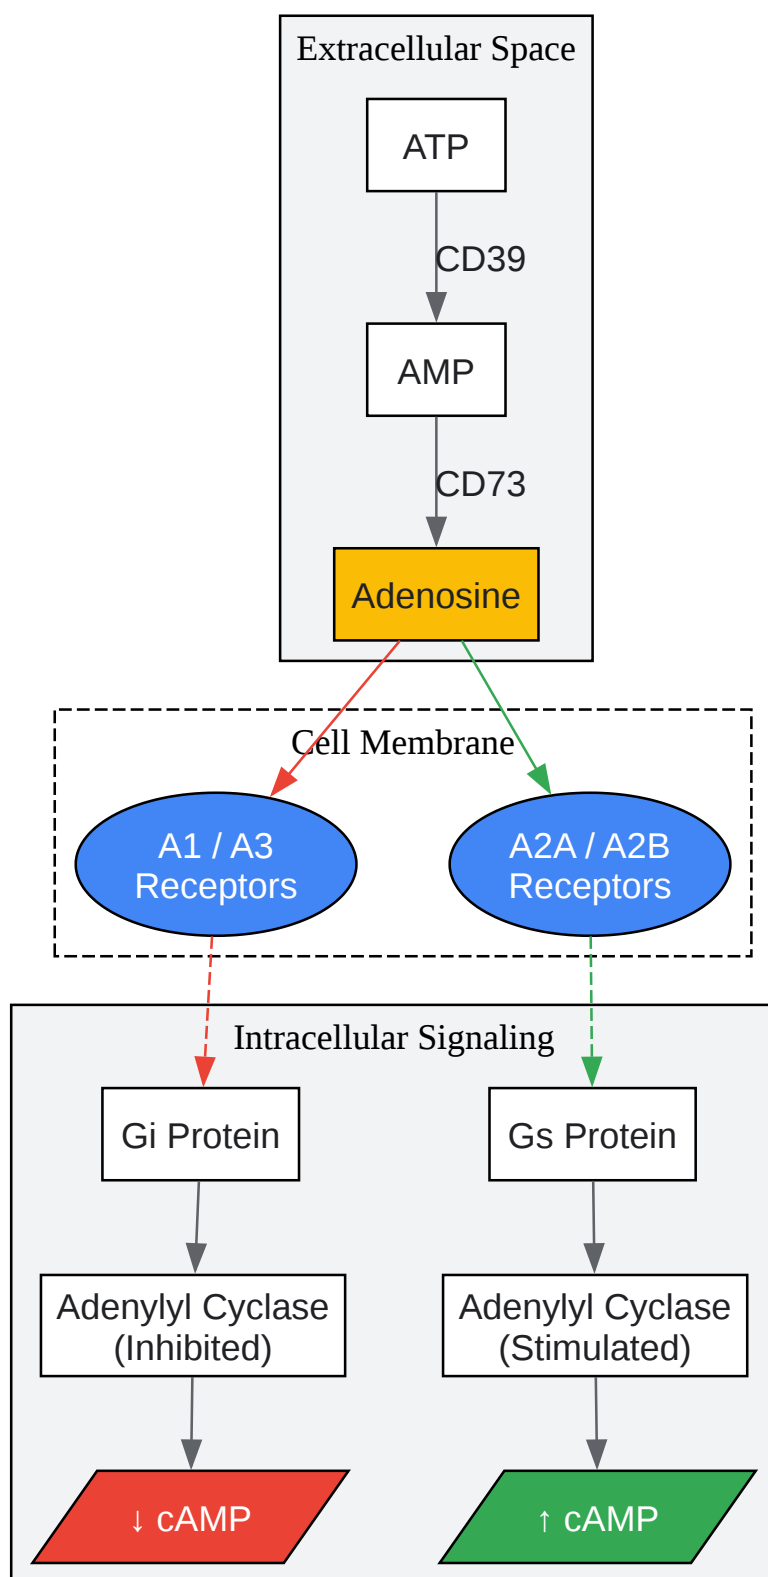 Extracellular Space
ATP
CD39
AMP
CD73
Adenosine
Cell Membrane
A1 / A3
Receptors
A2A / A2B
Receptors
Intracellular Signaling
Gi Protein
Gs Protein
Adenylyl Cyclase
(Inhibited)
Adenylyl Cyclase
(Stimulated)
↓ cAMP
↑ cAMP